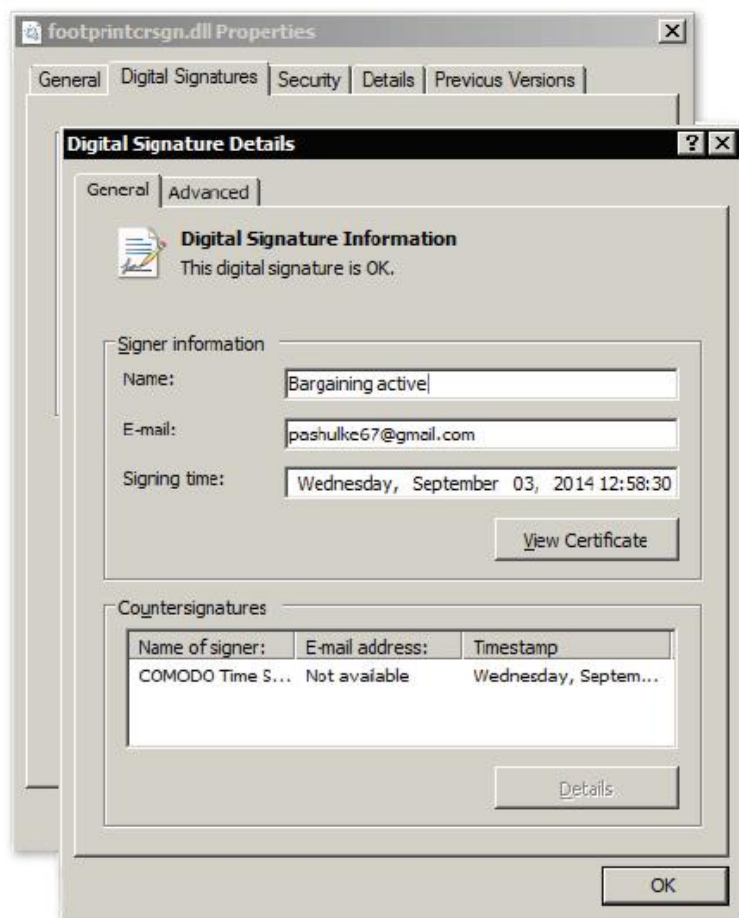 footprintcrsgn.dll Properties
General Digital Signatures Security Details Previous Versions
Digital Signature Details
General Advanced
Digital Signature Information
This digital signature is OK.
Signer information
Name: Bargaining active
E-mail: pashulke67@gmail.com
Signing time: Wednesday, September 03, 2014 12:58:30
View Certificate
Countersignatures
Name of signer: E-mail address: Timestamp
COMODO Time S... Not available Wednesday, Septem...
Details
OK